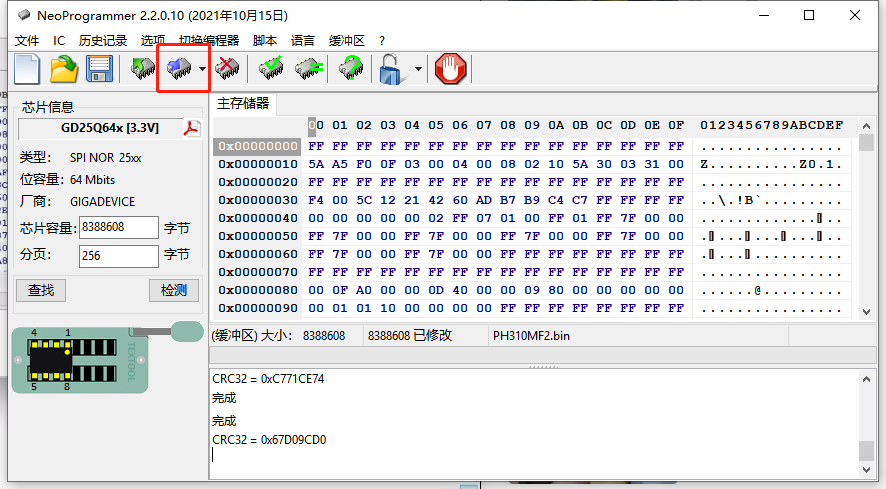 NeoProgrammer 2.2.0.10 (2021年10月15日)
文件 IC 历史记录 选项 切换编程器 脚本 语言 缓冲区 ?
芯片信息
GD25Q64x [3.3V]
类型： SPI NOR 25xx
位容量： 64 Mbits
厂商： GIGADEVICE
芯片容量: 8388608 字节
分页： 256 字节
查找 检测
4 1
5 8
TEXTOOL
主存储器
00 01 02 03 04 05 06 07 08 09 0A 0B 0C 0D 0E 0F 0123456789ABCDEF
0x00000000 FF FF FF FF FF FF FF FF FF FF FF FF FF FF FF FF ................
0x00000010 5A A5 F0 0F 03 00 04 00 08 02 10 5A 30 03 31 00 Z..........Z0.1.
0x00000020 FF FF FF FF FF FF FF FF FF FF FF FF FF FF FF FF ................
0x00000030 F4 00 5C 12 21 42 60 AD B7 B9 C4 C7 FF FF FF FF ..\.!B`.........
0x00000040 00 00 00 00 00 02 FF 07 01 00 FF 01 FF 7F 00 00
0x00000050 FF 7F 00 00 FF 7F 00 00 FF 7F 00 00 FF 7F 00 00
0x00000060 FF 7F 00 00 FF 7F 00 00 FF FF FF FF FF FF FF FF
0x00000070 FF FF FF FF FF FF FF FF FF FF FF FF FF FF FF FF ................
0x00000080 00 0F A0 00 00 0D 40 00 00 09 80 00 00 00 00 00 ......@.........
0x00000090 00 01 01 10 00 00 00 00 FF FF FF FF FF FF FF FF ................
(缓冲区) 大小： 8388608 8388608 已修改 PH310MF2.bin
CRC32 = 0xC771CE74
完成
完成
CRC32 = 0x67D09CD0